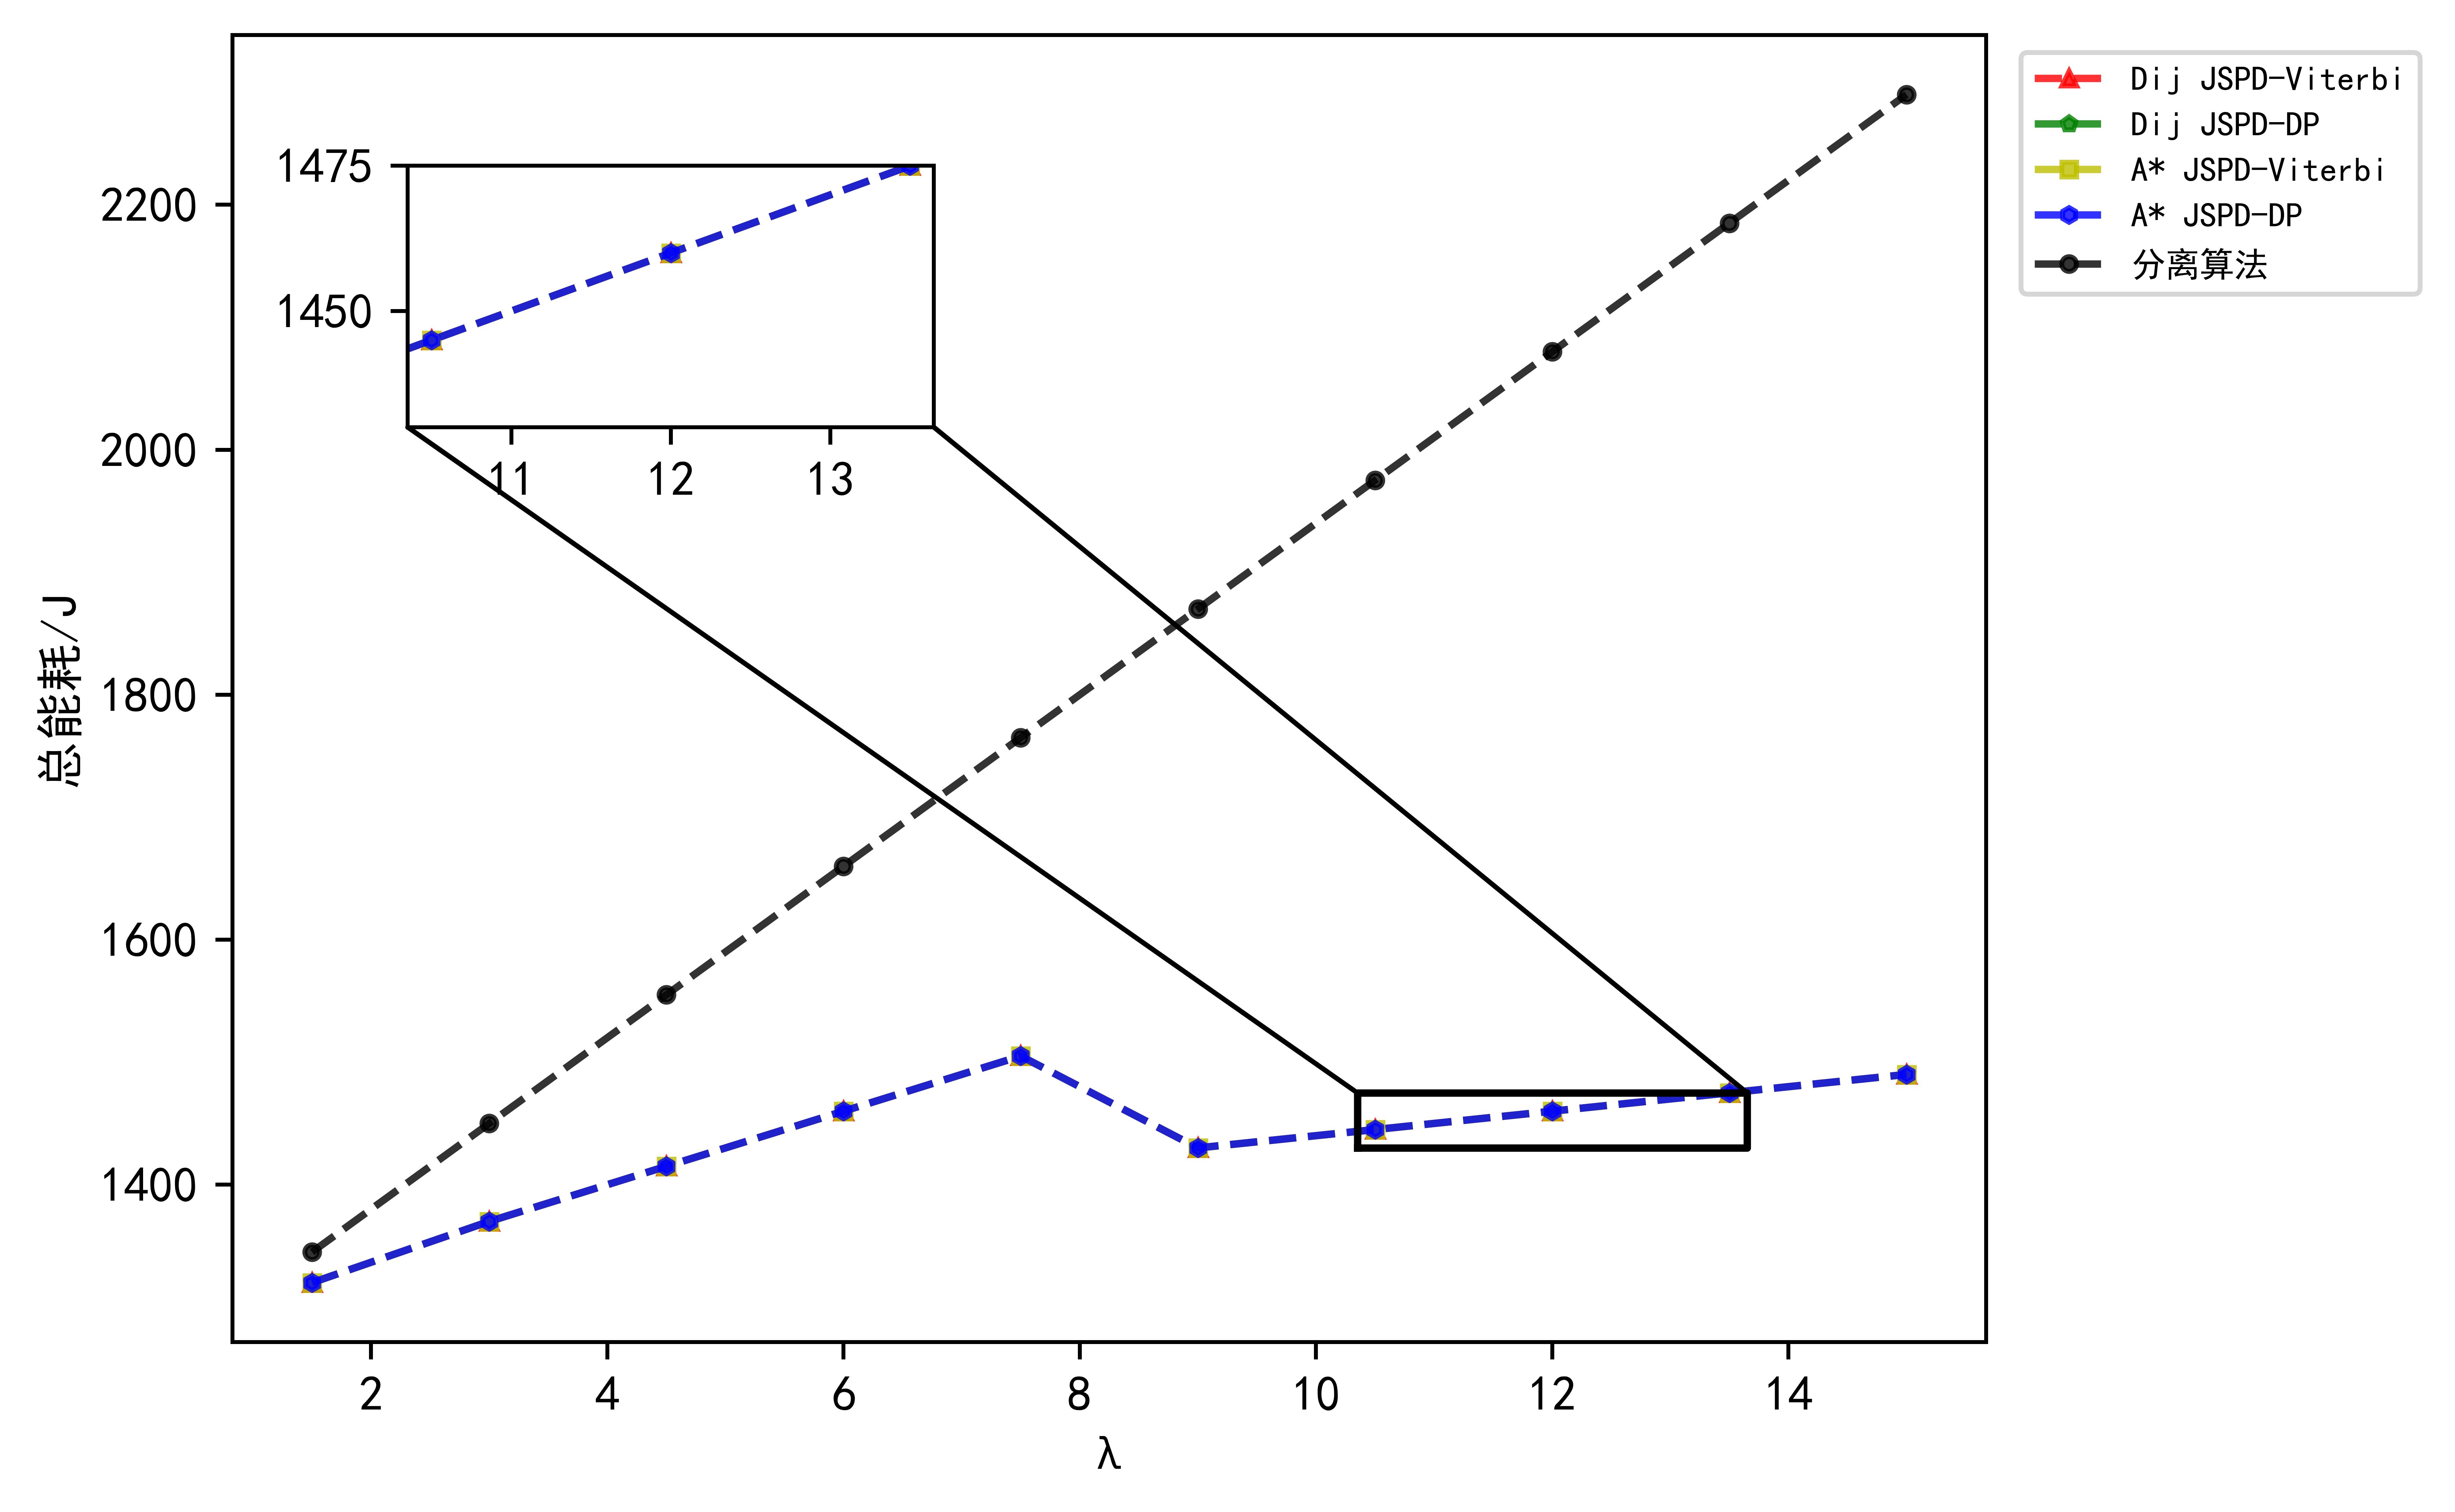 Dij JSPD-Viterbi
Dij JSPD-DP
A* JSPD-Viterbi
A* JSPD-DP
分离算法
1475
1450
11 12 13
2200
2000
1800
1600
1400
总能耗/J
2 4 6 8 10 12 14
λ